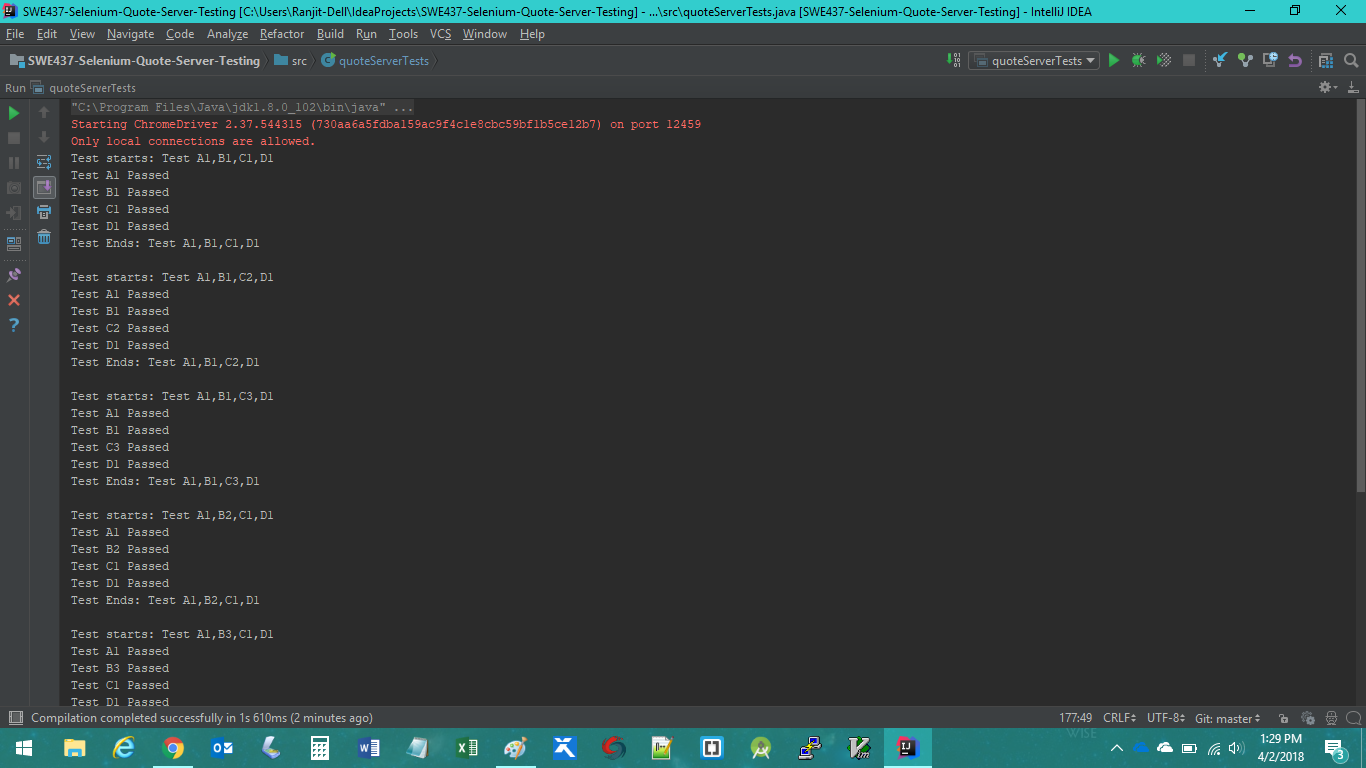 SWE437-Selenium-Quote-Server-Testing [C:\Users\Ranjit-Dell\IdeaProjects\SWE437-Selenium-Quote-Server-Testing] - ...\src\quoteServerTests.java [SWE437-Selenium-Quote-Server-Testing] - IntelliJ IDEA
File Edit View Navigate Code Analyze Refactor Build Run Tools VCS Window Help
SWE437-Selenium-Quote-Server-Testing src quoteServerTests quoteServerTests
Run quoteServerTests
"C:\Program Files\Java\jdk1.8.0_102\bin\java" ...
Starting ChromeDriver 2.37.544315 (730aa6a5fdba159ac9f4c1e8cbc59bf1b5ce12b7) on port 12459
Only local connections are allowed.
Test starts: Test A1,B1,C1,D1
Test A1 Passed
Test B1 Passed
Test C1 Passed
Test D1 Passed
Test Ends: Test A1,B1,C1,D1
Test starts: Test A1,B1,C2,D1
Test A1 Passed
Test B1 Passed
Test C2 Passed
Test D1 Passed
Test Ends: Test A1,B1,C2,D1
Test starts: Test A1,B1,C3,D1
Test A1 Passed
Test B1 Passed
Test C3 Passed
Test D1 Passed
Test Ends: Test A1,B1,C3,D1
Test starts: Test A1,B2,C1,D1
Test A1 Passed
Test B2 Passed
Test C1 Passed
Test D1 Passed
Test Ends: Test A1,B2,C1,D1
Test starts: Test A1,B3,C1,D1
Test A1 Passed
Test B3 Passed
Test C1 Passed
Test D1 Passed
Compilation completed successfully in 1s 610ms (2 minutes ago) 177:49 CRLF UTF-8 Git: master
WISE
1:29 PM
4/2/2018
3